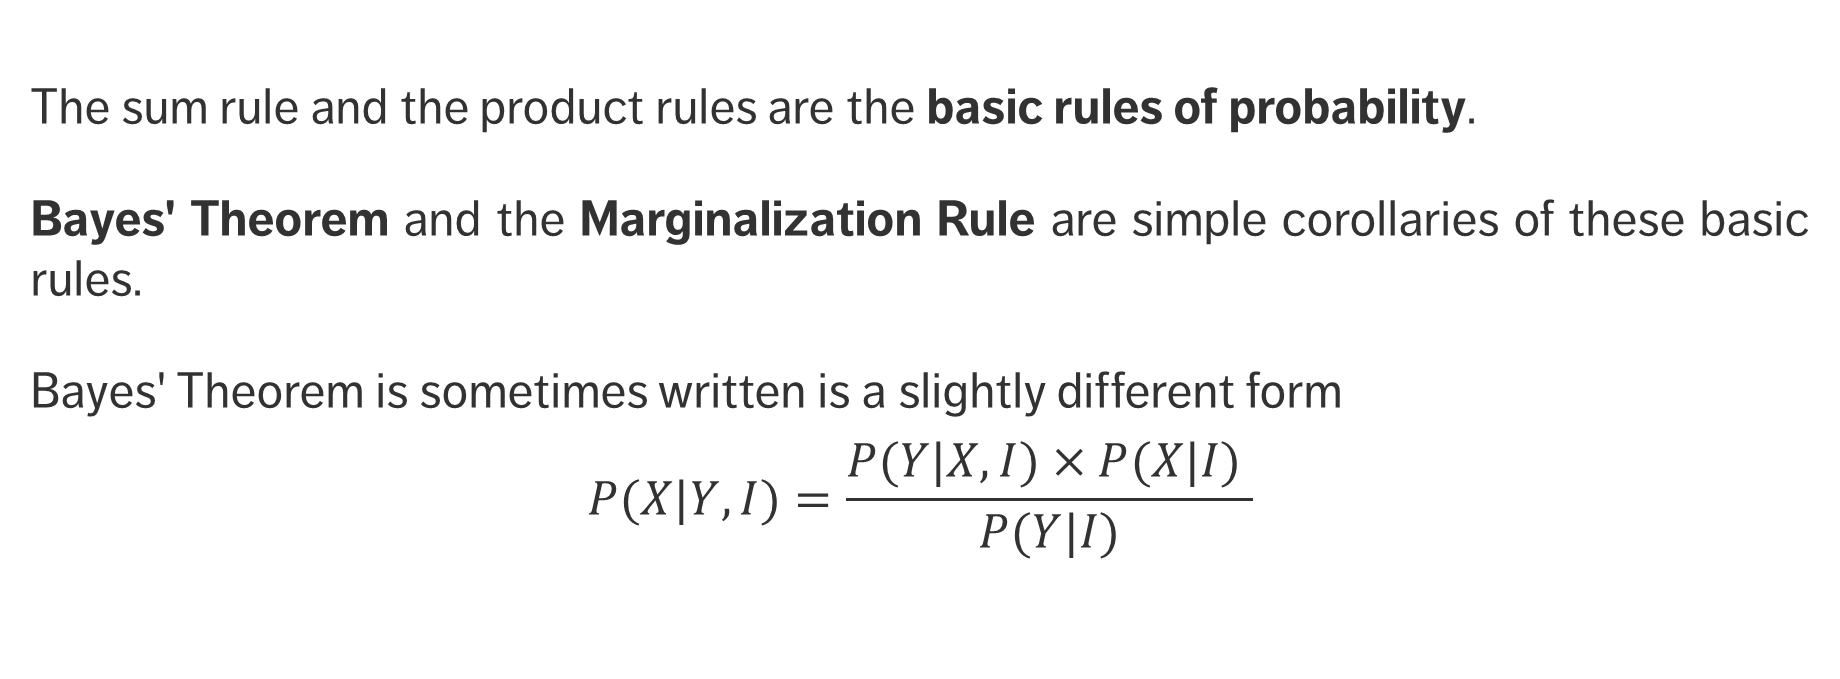 The sum rule and the product rules are the basic rules of probability.
Bayes' Theorem and the Marginalization Rule are simple corollaries of these basic
rules.
Bayes' Theorem is sometimes written is a slightly different form
P(X|Y, I) = \frac{P(Y|X, I) × P(X|I)}{P(Y|I)}